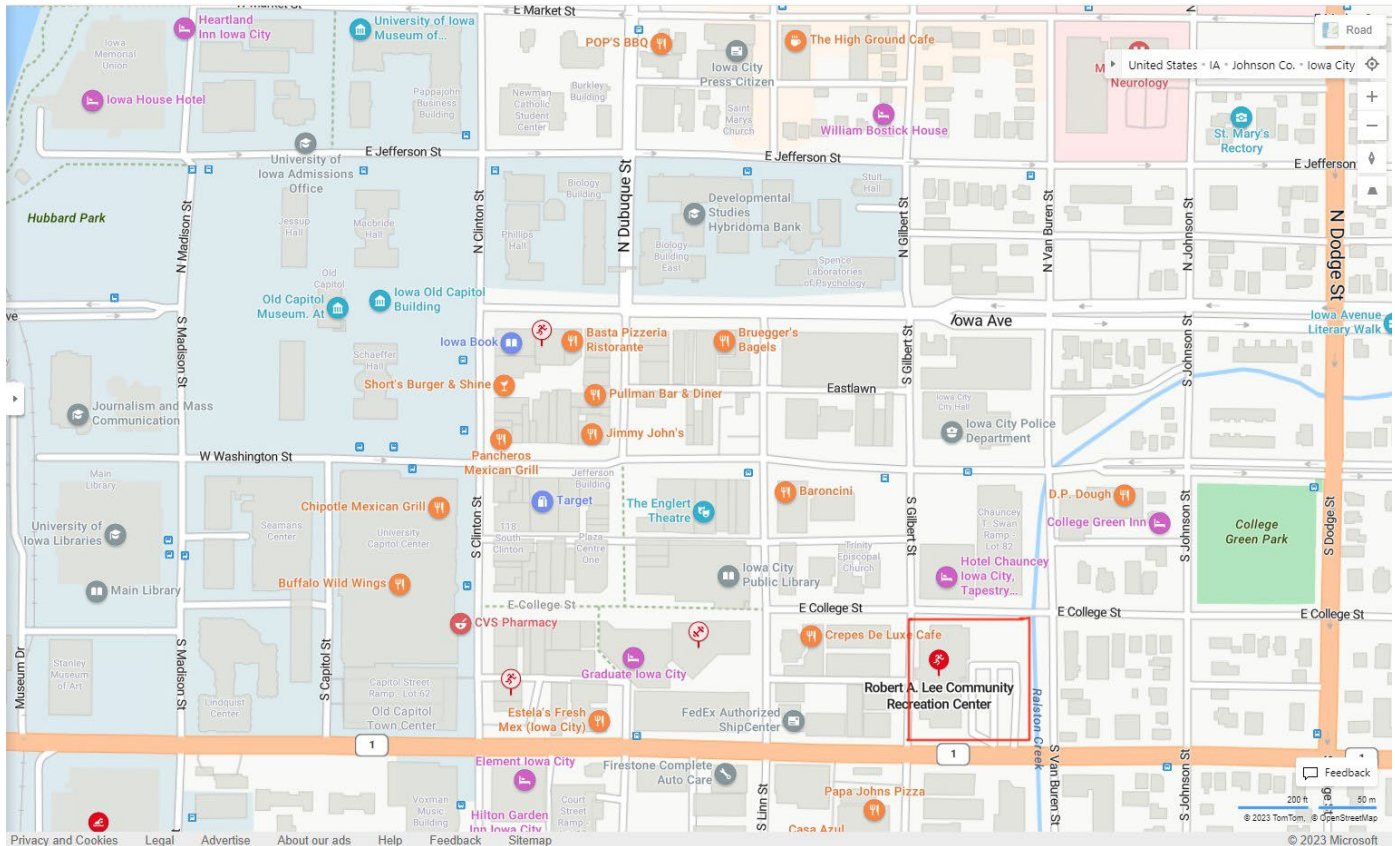 E Market St
Heartland
Inn Iowa City
University of Iowa
Museum of...
Iowa
Memorial
Union
Iowa House Hotel
Pappajohn
Business
Building
POP'S BBQ
Iowa City
Press Citizen
The High Ground Cafe
Road
United States · IA · Johnson Co. · Iowa City
Neurology
Newman
Catholic
Student
Center
Burkley
Building
Saint
Marys
Church
William Bostick House
St. Mary's
Rectory
University of
Iowa Admissions
Office
E Jefferson St
E Jefferson St
E Jefferson
Hubbard Park
N Madison St
Jessup
Hall
Macbride
Hall
N Clinton St
Phillips
Hall
Biology
Building
N Dubuque St
Biology
Building
East
Developmental
Studies
Hybridoma Bank
Stuit
Hall
Spence
Laboratories
of Psychology
N Gilbert St
N Van Buren St
N Johnson St
N Dodge St
Old
Capitol
Old Capitol
Museum. At
Iowa Old Capitol
Building
ve
Iowa Ave
Iowa Avenue
Literary Walk
Iowa Book
Basta Pizzeria
Ristorante
Bruegger's
Bagels
S Madison St
Schaeffer
Hall
Short's Burger & Shine
Pullman Bar & Diner
Eastlawn
S Gilbert St
S Johnson St
Journalism and Mass
Communication
Iowa City
City Hall
Iowa City Police
Department
Jimmy John's
Pancheros
Mexican Grill
W Washington St
Main
Library
University of
Iowa Libraries
Seamans
Center
Chipotle Mexican Grill
University
Capitol Center
S Clinton St
Jefferson
Building
Target
118
South
Clinton
Plaza
Centre
One
The Englert
Theatre
Baroncini
Trinity
Episcopal
Church
S Gilbert St
Chauncey
T Swan
Ramp -
Lot 82
D.P. Dough
College Green Inn
S Johnson St
College
Green Park
S Dodge St
Main Library
Buffalo Wild Wings
Iowa City
Public Library
Hotel Chauncey
Iowa City,
Tapestry...
E College St
E College St
E College St
E College St
CVS Pharmacy
Crepes De Luxe Cafe
Museum Dr
Stanley
Museum
of Art
S Madison St
Lindquist
Center
S Capitol St
Capitol Street
Ramp - Lot 62
Old Capitol
Town Center
Graduate Iowa City
Estela's Fresh
Mex (Iowa City)
FedEx Authorized
ShipCenter
Robert A. Lee Community
Recreation Center
Ralston Creek
1
1
1
Element Iowa City
Firestone Complete
Auto Care
Hilton Garden
Inn Iowa City
Voxman
Music
Building
Court
Street
Ramp
S Linn St
Papa Johns Pizza
Casa Azul
S Van Buren St
S Johnson St
Feedback
200 ft
50 m
© 2023 TomTom, © OpenStreetMap
Privacy and Cookies
Legal
Advertise
About our ads
Help
Feedback
Sitemap
© 2023 Microsoft